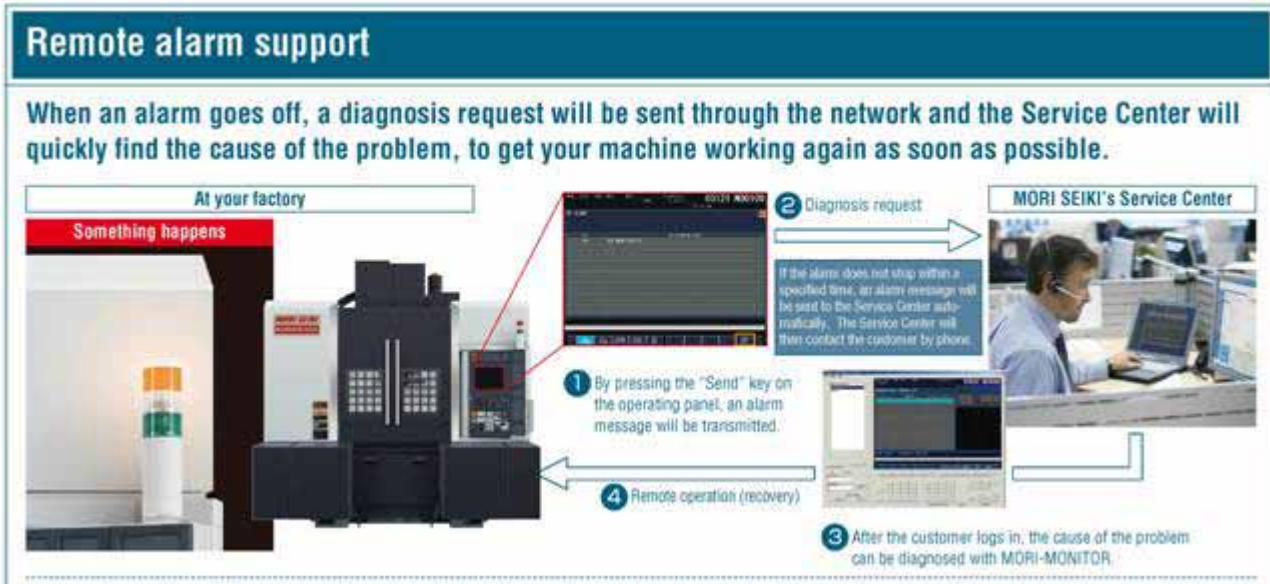 Remote alarm support
When an alarm goes off, a diagnosis request will be sent through the network and the Service Center will
quickly find the cause of the problem, to get your machine working again as soon as possible.
At your factory
Something happens
MORI SEIKI
1 By pressing the "Send" key on
the operating panel, an alarm
message will be transmitted.
2 Diagnosis request
If the alarm does not stop within a
specified time, an alarm message will
be sent to the Service Center auto-
matically. The Service Center will
then contact the customer by phone.
MORI SEIKI's Service Center
3 After the customer logs in, the cause of the problem
can be diagnosed with MORI-MONITOR.
4 Remote operation (recovery)